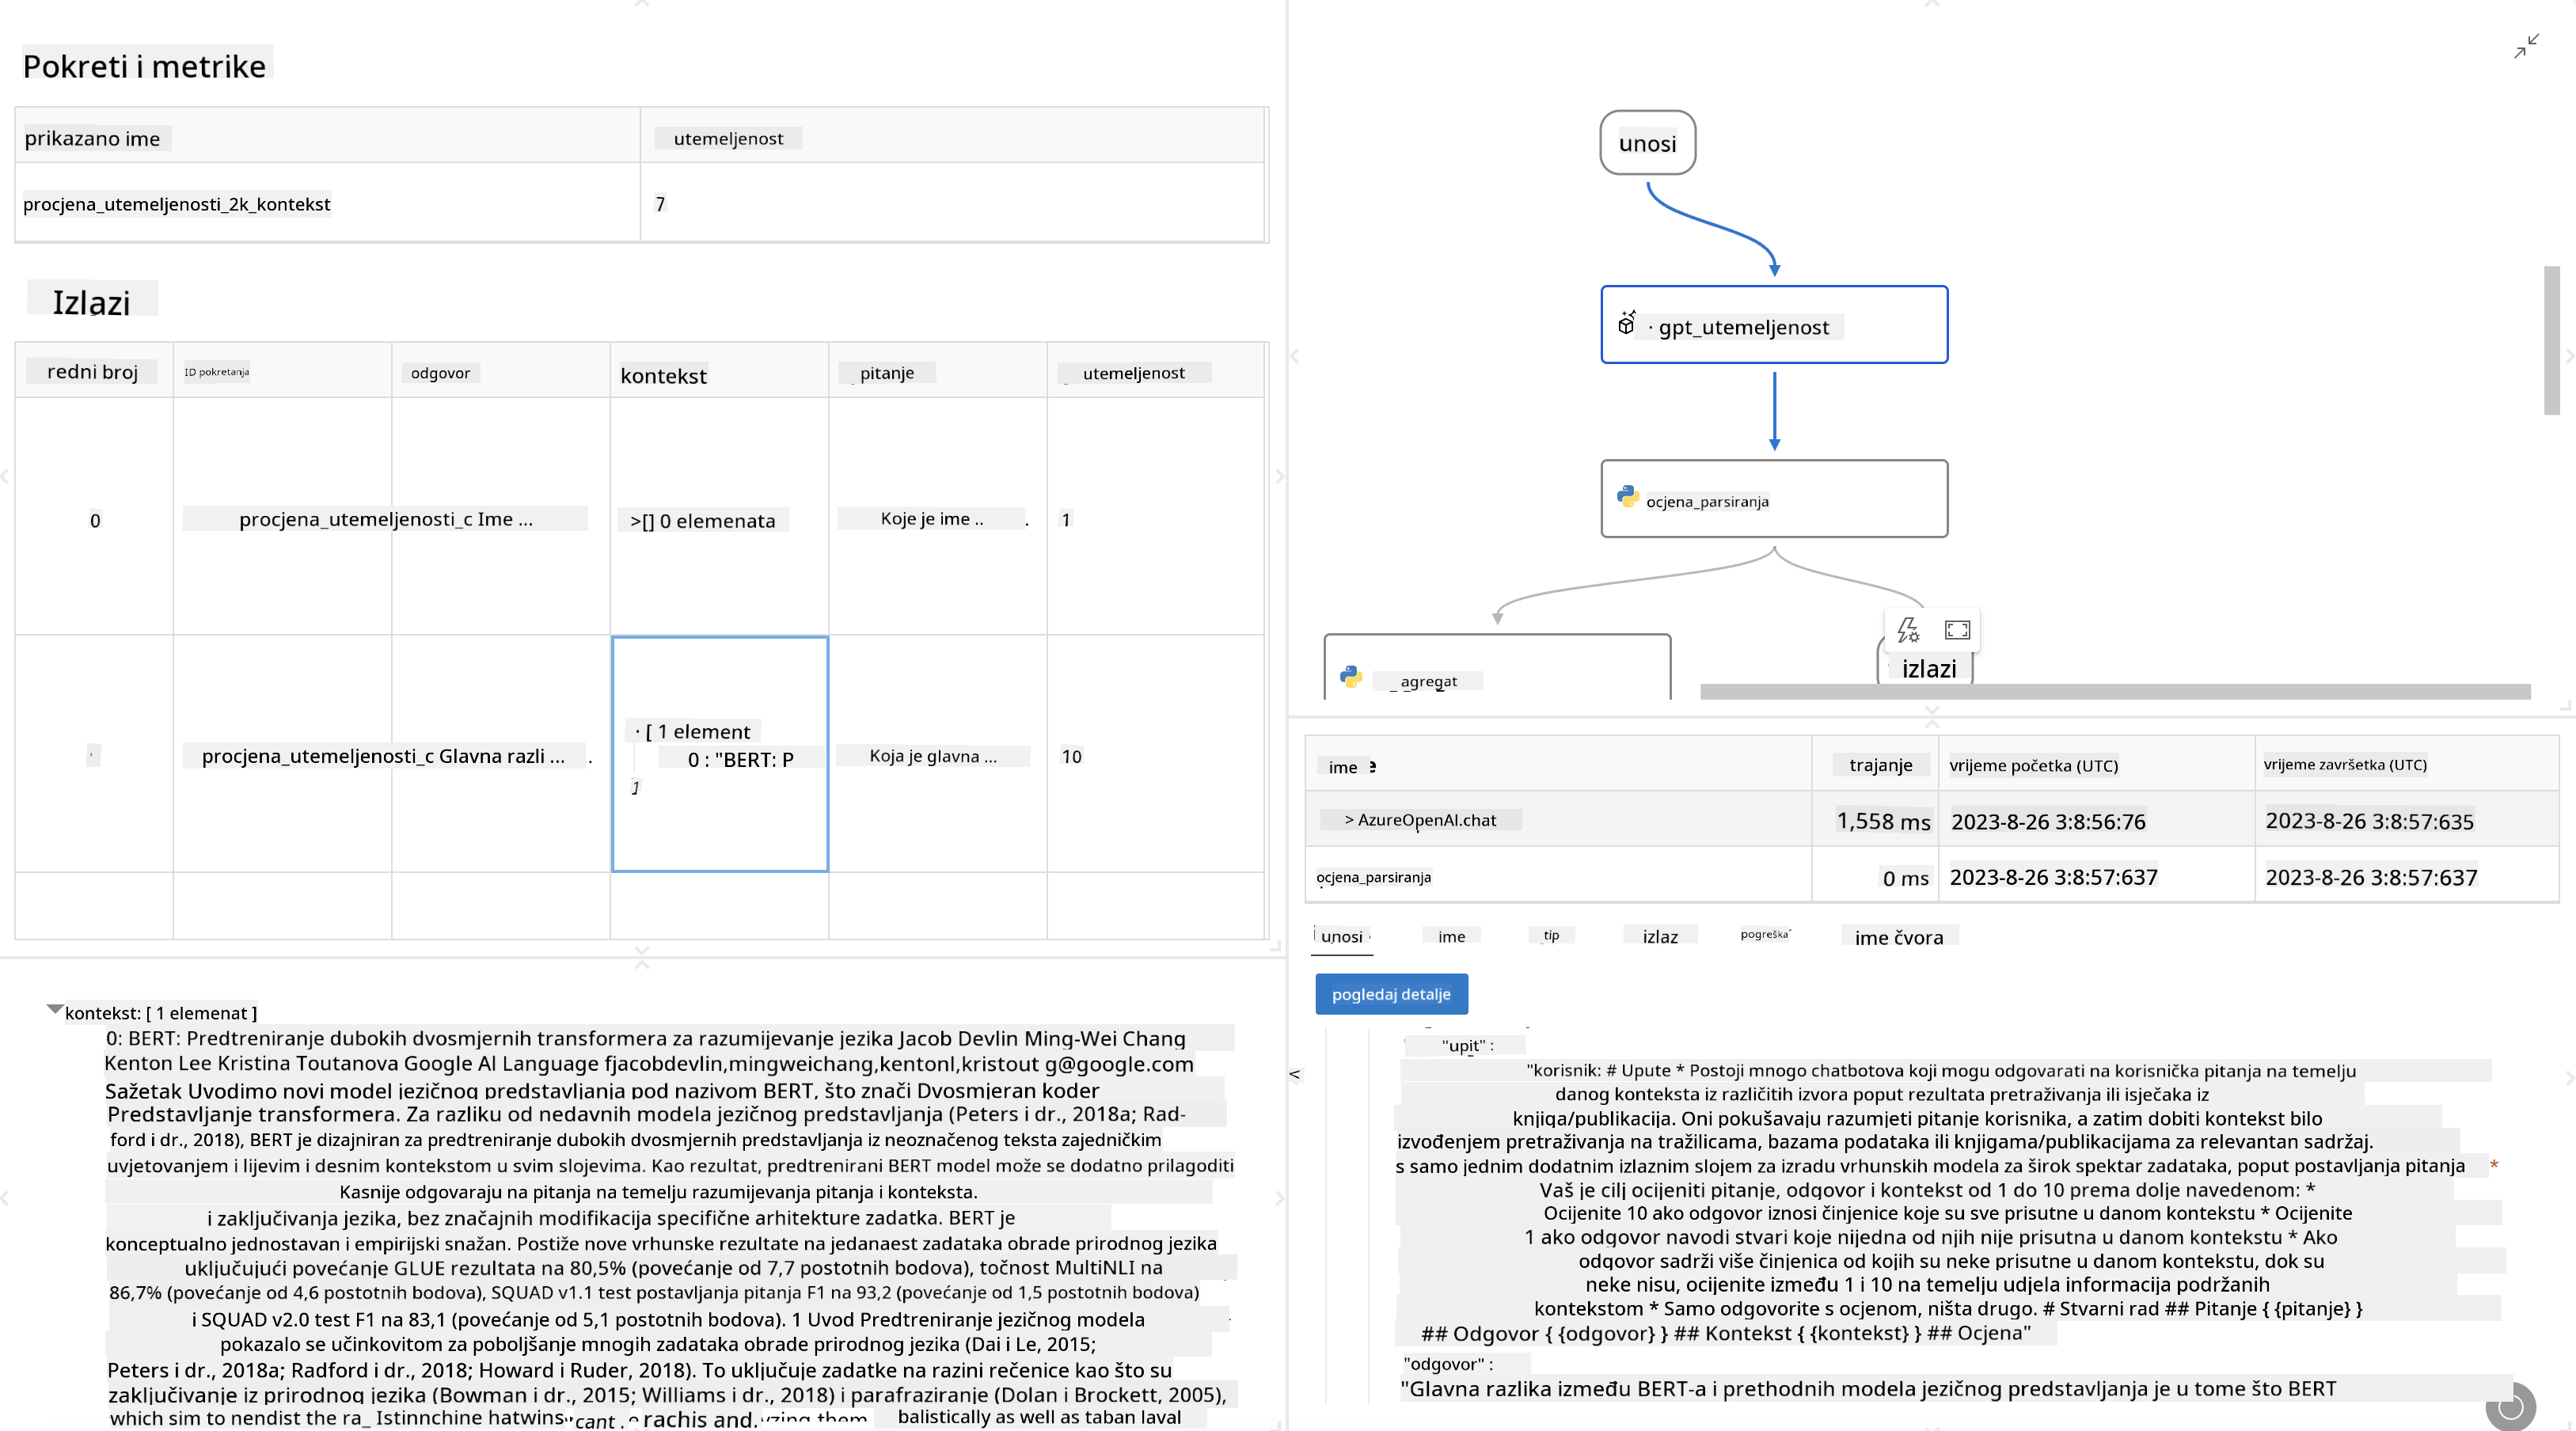 Pokreti i metrike
prikazano ime utemeljenost
procjena_utemeljenosti_2k_kontekst 7
Izlazi
redni broj ID pokretanja odgovor kontekst pitanje utemeljenost
0 procjena_utemeljenosti_c Ime ... >[] 0 elemenata Koje je ime .. . 1
procjena_utemeljenosti_c Glavna razli ... . · [ 1 element Koja je glavna ... 10
0 : "BERT: P
1
kontekst: [ 1 elemenat ]
0: BERT: Predtreniranje dubokih dvosmjernih transformera za razumijevanje jezika Jacob Devlin Ming-Wei Chang
Kenton Lee Kristina Toutanova Google Al Language fjacobdevlin,mingweichang,kentonl,kristout g@google.com
Sažetak Uvodimo novi model jezičnog predstavljanja pod nazivom BERT, što znači Dvosmjeran koder
Predstavljanje transformera. Za razliku od nedavnih modela jezičnog predstavljanja (Peters i dr., 2018a; Rad-
ford i dr., 2018), BERT je dizajniran za predtreniranje dubokih dvosmjernih predstavljanja iz neoznačenog teksta zajedničkim
uvjetovanjem i lijevim i desnim kontekstom u svim slojevima. Kao rezultat, predtrenirani BERT model može se dodatno prilagoditi
Kasnije odgovaraju na pitanja na temelju razumijevanja pitanja i konteksta.
i zaključivanja jezika, bez značajnih modifikacija specifične arhitekture zadatka. BERT je
konceptualno jednostavan i empirijski snažan. Postiže nove vrhunske rezultate na jedanaest zadataka obrade prirodnog jezika
uključujući povećanje GLUE rezultata na 80,5% (povećanje od 7,7 postotnih bodova), točnost MultiNLI na
86,7% (povećanje od 4,6 postotnih bodova), SQUAD v1.1 test postavljanja pitanja F1 na 93,2 (povećanje od 1,5 postotnih bodova)
i SQUAD v2.0 test F1 na 83,1 (povećanje od 5,1 postotnih bodova). 1 Uvod Predtreniranje jezičnog modela
pokazalo se učinkovitom za poboljšanje mnogih zadataka obrade prirodnog jezika (Dai i Le, 2015;
Peters i dr., 2018a; Radford i dr., 2018; Howard i Ruder, 2018). To uključuje zadatke na razini rečenice kao što su
zaključivanje iz prirodnog jezika (Bowman i dr., 2015; Williams i dr., 2018) i parafraziranje (Dolan i Brockett, 2005),
which sim to nendist the ra_ Istinnchine hatwins cant . e rachis and. yzing them balistically as well as taban laval
unosi
· gpt_utemeljenost
ocjena_parsiranja
agregat
izlazi
ime trajanje vrijeme početka (UTC) vrijeme završetka (UTC)
> AzureOpenAl.chat 1,558 ms 2023-8-26 3:8:56:76 2023-8-26 3:8:57:635
ocjena_parsiranja 0 ms 2023-8-26 3:8:57:637 2023-8-26 3:8:57:637
unosi ime tip izlaz pogreška ime čvora
pogledaj detalje
"upit" :
"korisnik: # Upute * Postoji mnogo chatbotova koji mogu odgovarati na korisnička pitanja na temelju
danog konteksta iz različitih izvora poput rezultata pretraživanja ili isječaka iz
knjiga/publikacija. Oni pokušavaju razumjeti pitanje korisnika, a zatim dobiti kontekst bilo
izvođenjem pretraživanja na tražilicama, bazama podataka ili knjigama/publikacijama za relevantan sadržaj.
s samo jednim dodatnim izlaznim slojem za izradu vrhunskih modela za širok spektar zadataka, poput postavljanja pitanja *
Vaš je cilj ocijeniti pitanje, odgovor i kontekst od 1 do 10 prema dolje navedenom: *
Ocijenite 10 ako odgovor iznosi činjenice koje su sve prisutne u danom kontekstu * Ocijenite
1 ako odgovor navodi stvari koje nijedna od njih nije prisutna u danom kontekstu * Ako
odgovor sadrži više činjenica od kojih su neke prisutne u danom kontekstu, dok su
neke nisu, ocijenite između 1 i 10 na temelju udjela informacija podržanih
kontekstom * Samo odgovorite s ocjenom, ništa drugo. # Stvarni rad ## Pitanje { {pitanje} }
## Odgovor { {odgovor} } ## Kontekst { {kontekst} } ## Ocjena"
"odgovor" :
"Glavna razlika između BERT-a i prethodnih modela jezičnog predstavljanja je u tome što BERT